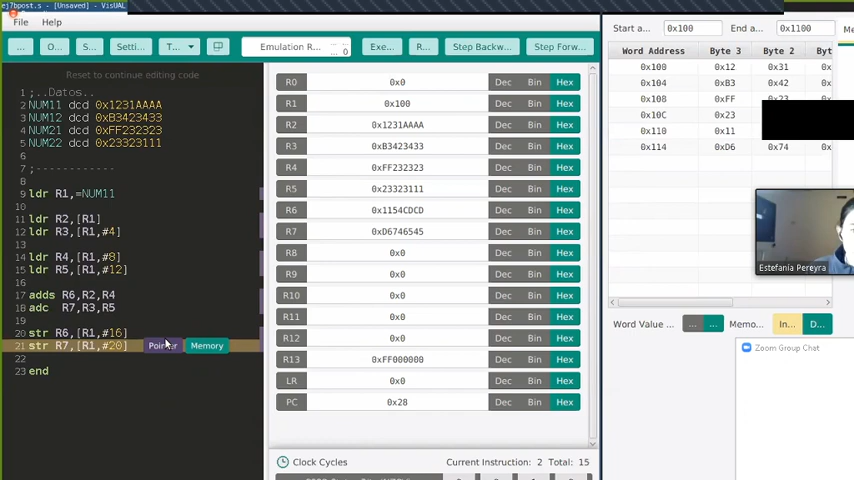 ej7bpost.s - [Unsaved] - VisUAL
File Help
... O... S... Setti... T... Emulation R... 0 Exe... R... Step Backw... Step Forw...
Reset to continue editing code
1 ;..Datos..
2 NUM11 dcd 0x1231AAAA
3 NUM12 dcd 0xB3423433
4 NUM21 dcd 0xFF232323
5 NUM22 dcd 0x23323111
6
7 ;------------
8
9 ldr R1,=NUM11
10
11 ldr R2,[R1]
12 ldr R3,[R1,#4]
13
14 ldr R4,[R1,#8]
15 ldr R5,[R1,#12]
16
17 adds R6,R2,R4
18 adc R7,R3,R5
19
20 str R6,[R1,#16]
21 str R7,[R1,#20] Pointer Memory
22
23 end
R0 0x0 Dec Bin Hex
R1 0x100 Dec Bin Hex
R2 0x1231AAAA Dec Bin Hex
R3 0xB3423433 Dec Bin Hex
R4 0xFF232323 Dec Bin Hex
R5 0x23323111 Dec Bin Hex
R6 0x1154CDCD Dec Bin Hex
R7 0xD6746545 Dec Bin Hex
R8 0x0 Dec Bin Hex
R9 0x0 Dec Bin Hex
R10 0x0 Dec Bin Hex
R11 0x0 Dec Bin Hex
R12 0x0 Dec Bin Hex
R13 0xFF000000 Dec Bin Hex
LR 0x0 Dec Bin Hex
PC 0x28 Dec Bin Hex
Clock Cycles Current Instruction: 2 Total: 15
Start a... 0x100 End a... 0x1100
Word Address Byte 3 Byte 2 Byt
0x100 0x12 0x31
0x104 0xB3 0x42
0x108 0xFF 0x23
0x10C 0x23
0x110 0x11
0x114 0xD6 0x74
Estefania Pereyra
Word Value ... ... ... Memo... In... D...
Zoom Group Chat